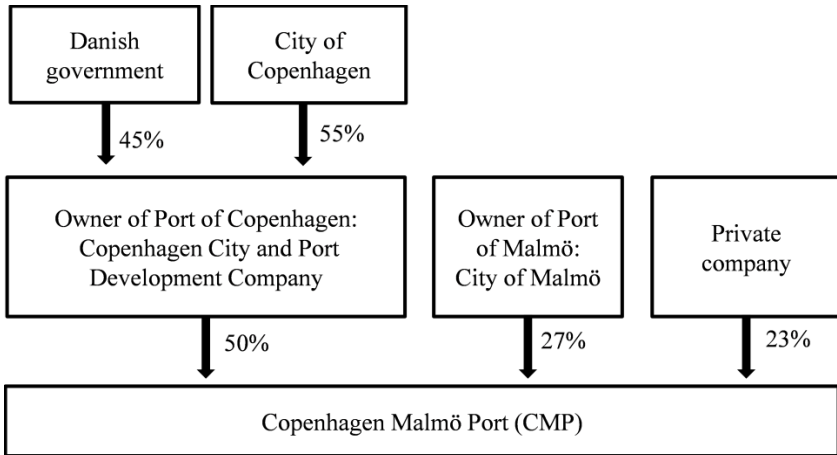 Danish
government
City of
Copenhagen
45%
55%
Owner of Port of Copenhagen:
Copenhagen City and Port
Development Company
Owner of Port
of Malmö:
City of Malmö
Private
company
50%
27%
23%
Copenhagen Malmö Port (CMP)